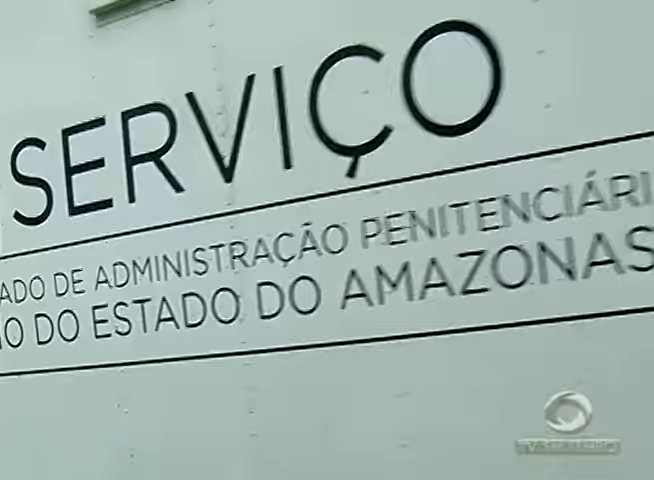 SERVIÇO
ADO DE ADMINISTRAÇÃO PENITENCIÁRI
IO DO ESTADO DO AMAZONAS